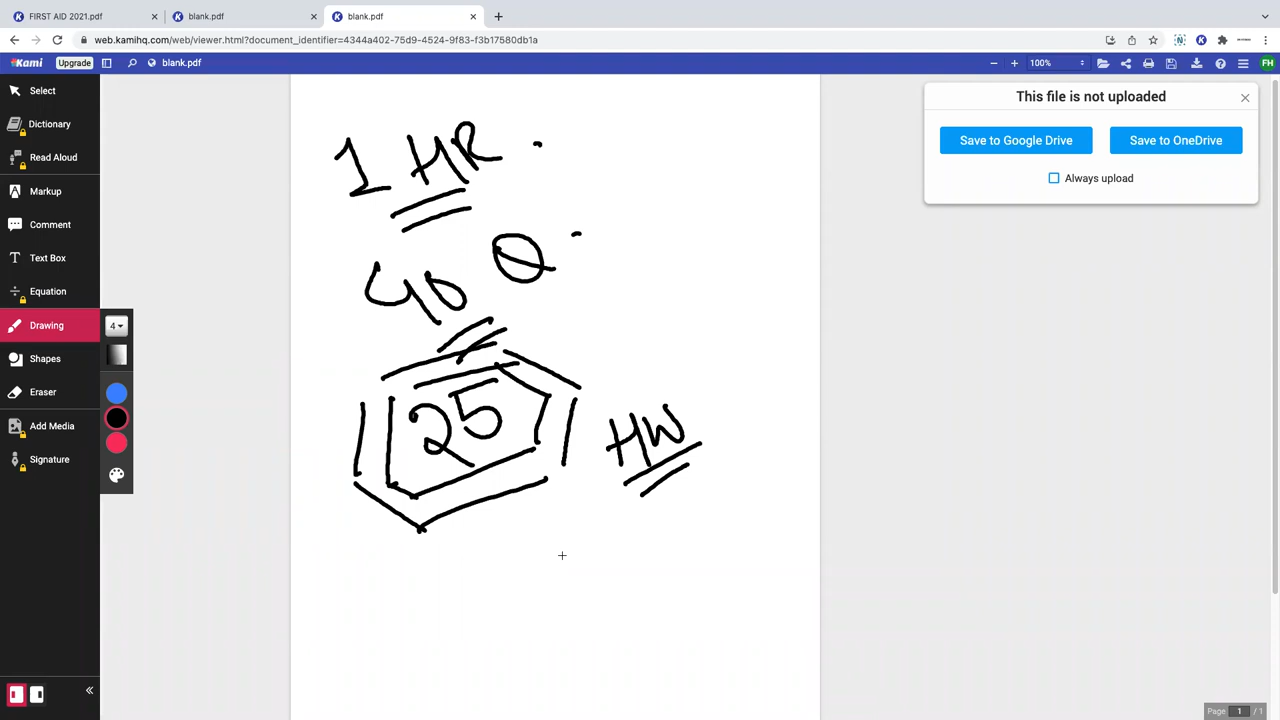 FIRST AID 2021.pdf
blank.pdf
blank.pdf
web.kamihq.com/web/viewer.html?document_identifier=4344a402-75d9-4524-9f83-f3b17580db1a
FH
Kami
Upgrade
blank.pdf
100%
Select
Dictionary
Read Aloud
Markup
Comment
Text Box
Equation
Drawing
4
Shapes
Eraser
Add Media
Signature
This file is not uploaded
Save to Google Drive
Save to OneDrive
Always upload
1 HR
40 Q
25
HW
Page 1 / 1